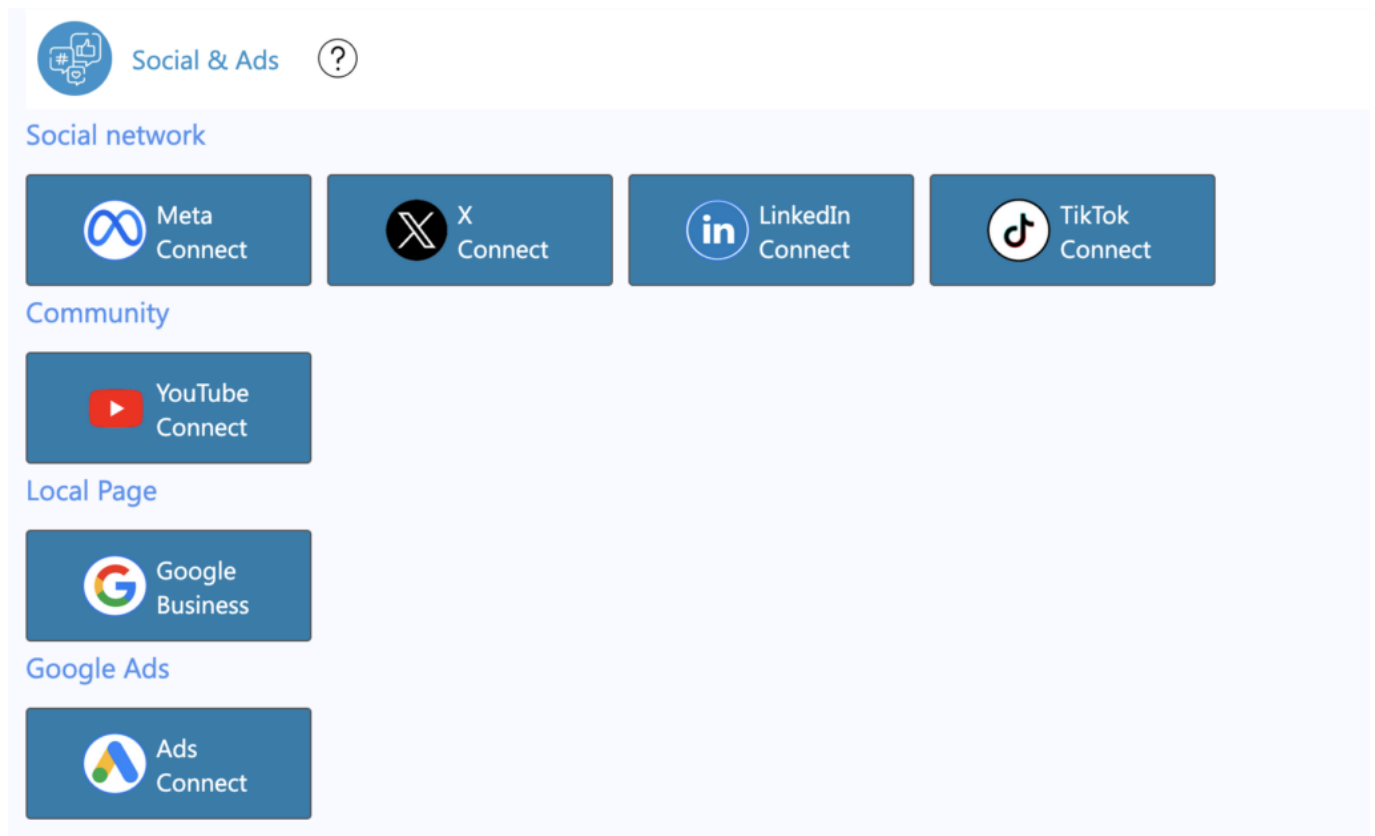 Social & Ads ?
Social network
Meta
Connect
X
Connect
LinkedIn
Connect
TikTok
Connect
Community
YouTube
Connect
Local Page
Google
Business
Google Ads
Ads
Connect